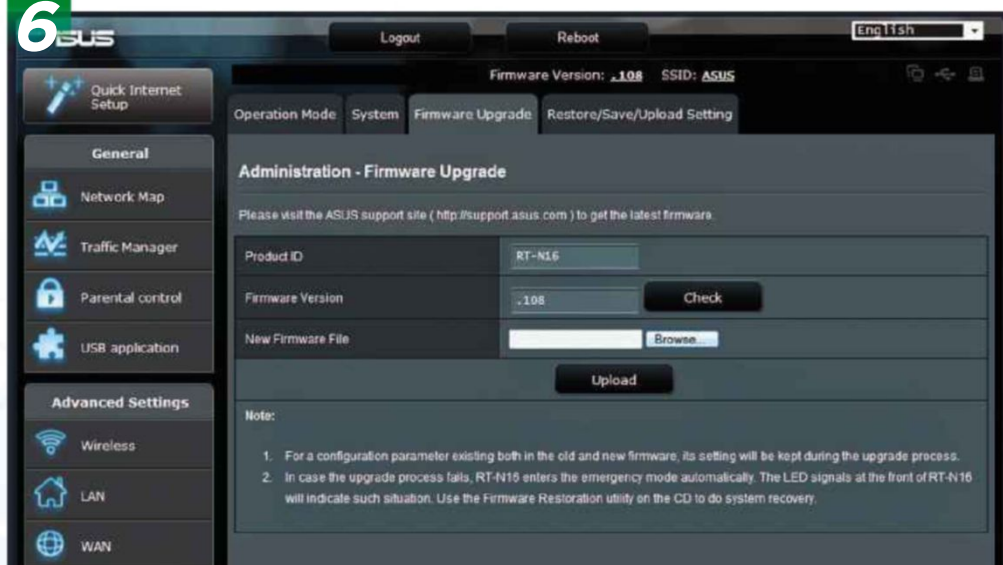 6
ASUS
Logout
Reboot
English
Quick Internet
Setup
Firmware Version: .108 SSID: ASUS
Operation Mode System Firmware Upgrade Restore/Save/Upload Setting
General
Network Map
Traffic Manager
Parental control
USB application
Advanced Settings
Wireless
LAN
WAN
Administration - Firmware Upgrade
Please visit the ASUS support site ( http://support.asus.com ) to get the latest firmware.
Product ID RT-N16
Firmware Version .108 Check
New Firmware File Browse...
Upload
Note:
1. For a configuration parameter existing both in the old and new firmware, its setting will be kept during the upgrade process.
2. In case the upgrade process fails, RT-N16 enters the emergency mode automatically. The LED signals at the front of RT-N16
will indicate such situation. Use the Firmware Restoration utility on the CD to do system recovery.